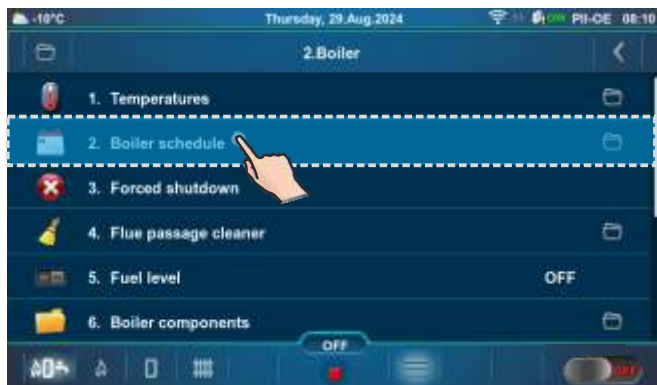 -10°C Thursday, 29.Aug.2024 PII-OE 08:10
2.Boiler
1. Temperatures
2. Boiler schedule
3. Forced shutdown
4. Flue passage cleaner
5. Fuel level OFF
6. Boiler components
OFF
OFF